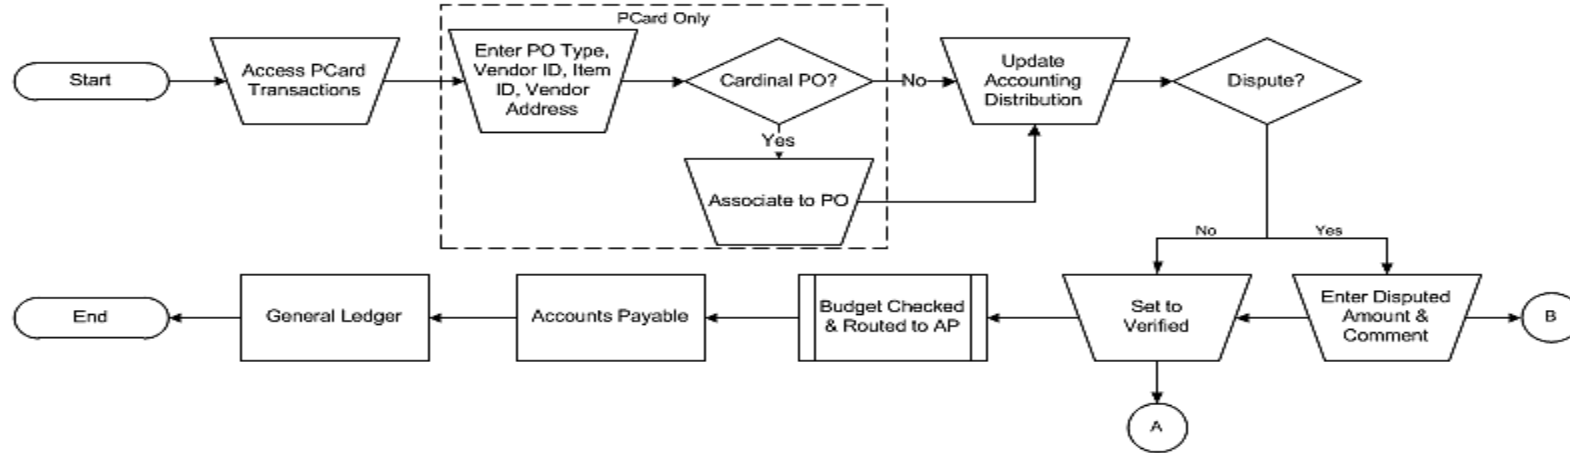 PCard Only
Start
Access PCard
Transactions
Enter PO Type,
Vendor ID, Item
ID, Vendor
Address
Cardinal PO?
No
Update
Accounting
Distribution
Dispute?
Yes
Associate to PO
No
Yes
End
General Ledger
Accounts Payable
Budget Checked
& Routed to AP
Set to
Verified
Enter Disputed
Amount &
Comment
B
A